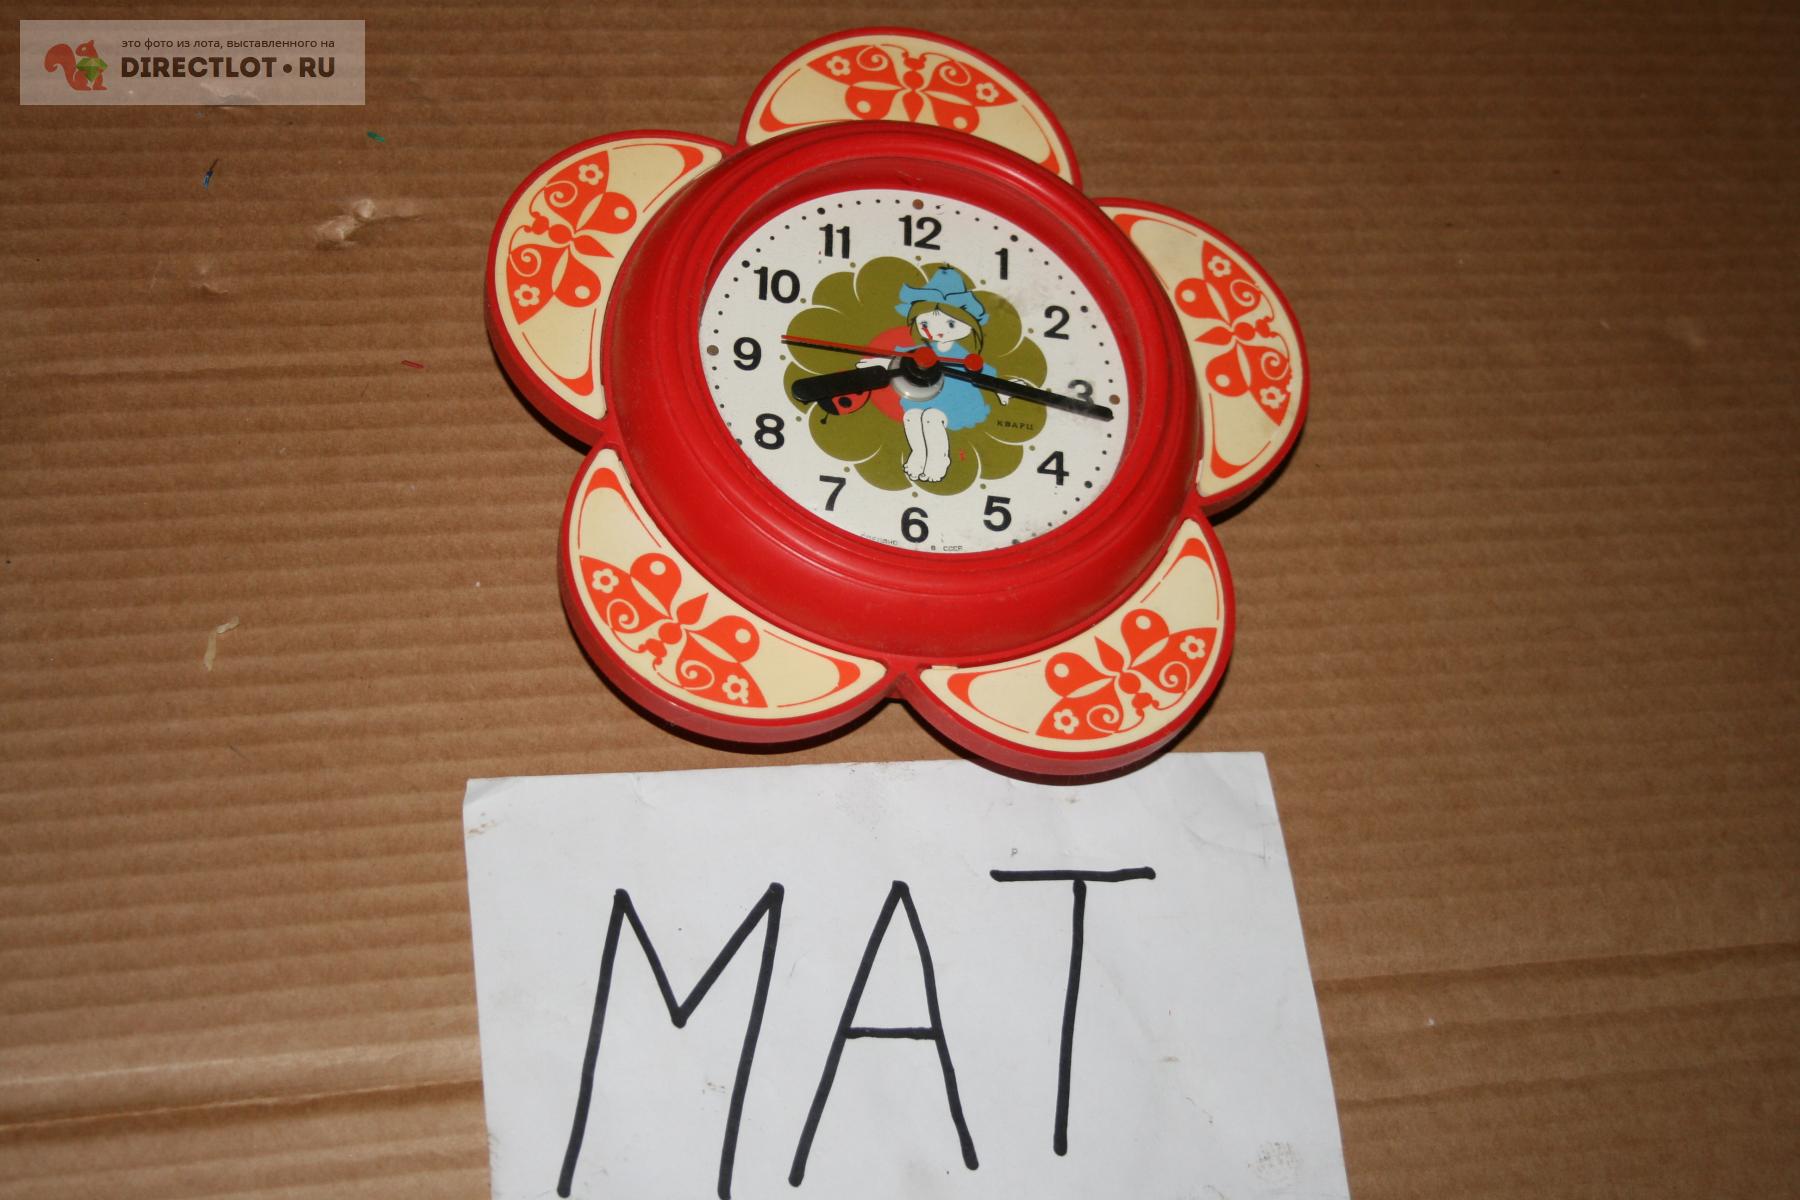 это фото из лота, выставленного на
DIRECTLOT.RU
12
11
1
10
2
9
3
8
4
7
5
6
КВАРЦ
СДЕЛАНО В СССР
МАТ